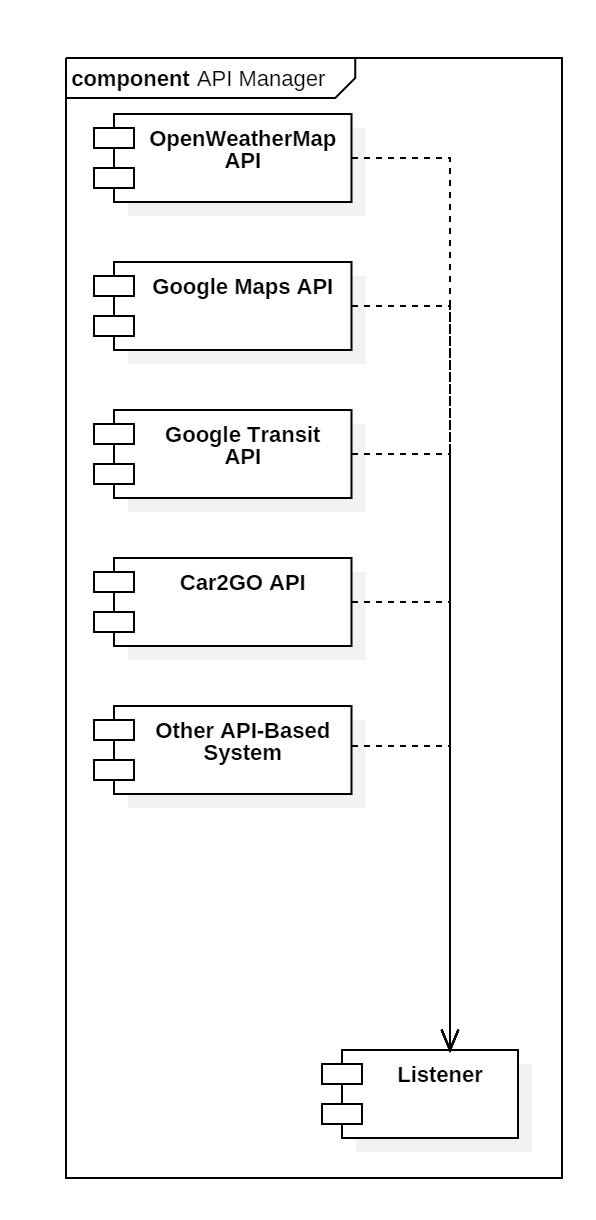 component API Manager
OpenWeatherMap
API
Google Maps API
Google Transit
API
Car2GO API
Other API-Based
System
Listener